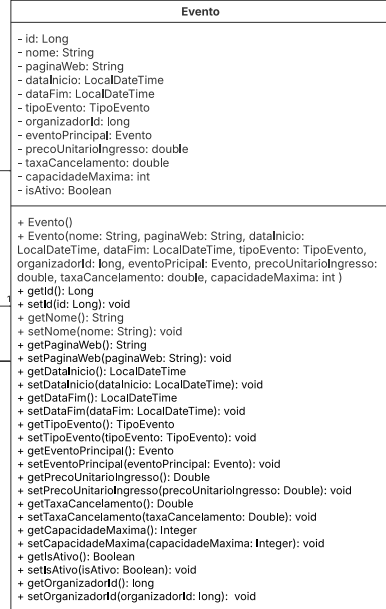 Evento
- id: Long
- nome: String
- paginaWeb: String
- dataInicio: LocalDateTime
- dataFim: LocalDateTime
- tipoEvento: TipoEvento
- organizadorId: long
- eventoPrincipal: Evento
- precoUnitarioIngresso: double
- taxaCancelamento: double
- capacidadeMaxima: int
- isAtivo: Boolean
+ Evento()
+ Evento(nome: String, paginaWeb: String, dataInicio:
LocalDateTime, dataFim: LocalDateTime, tipoEvento: TipoEvento,
organizadorId: long, eventoPricipal: Evento, precoUnitarioIngresso:
double, taxaCancelamento: double, capacidadeMaxima: int )
+ getId(): Long
+ setId(id: Long): void
+ getNome(): String
+ setNome(nome: String): void
+ getPaginaWeb(): String
+ setPaginaWeb(paginaWeb: String): void
+ getDataInicio(): LocalDateTime
+ setDataInicio(dataInicio: LocalDateTime): void
+ getDataFim(): LocalDateTime
+ setDataFim(dataFim: LocalDateTime): void
+ getTipoEvento(): TipoEvento
+ setTipoEvento(tipoEvento: TipoEvento): void
+ getEventoPrincipal(): Evento
+ setEventoPrincipal(eventoPrincipal: Evento): void
+ getPrecoUnitarioIngresso(): Double
+ setPrecoUnitarioIngresso(precoUnitarioIngresso: Double): void
+ getTaxaCancelamento(): Double
+ setTaxaCancelamento(taxaCancelamento: Double): void
+ getCapacidadeMaxima(): Integer
+ setCapacidadeMaxima(capacidadeMaxima: Integer): void
+ getIsAtivo(): Boolean
+ setIsAtivo(isAtivo: Boolean): void
+ getOrganizadorId(): long
+ setOrganizadorId(organizadorId: long): void